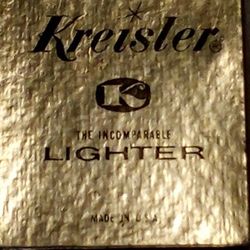 Kreisler®
K
THE INCOMPARABLE
LIGHTER
MADE IN U.S.A.